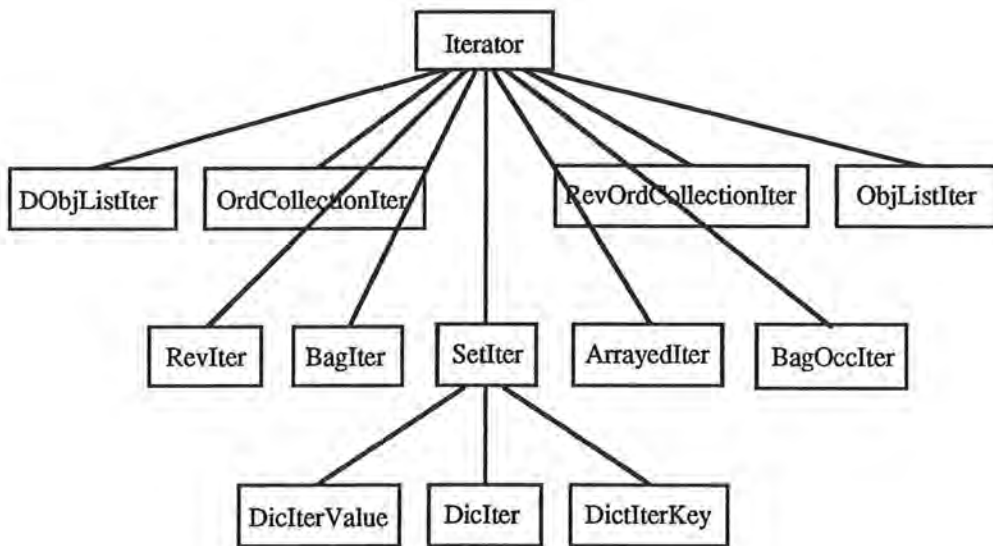 Iterator
DObjListIter
OrdCollectionIter
RevOrdCollectionIter
ObjListIter
RevIter
BagIter
SetIter
ArrayedIter
BagOccIter
DicIterValue
DicIter
DictIterKey